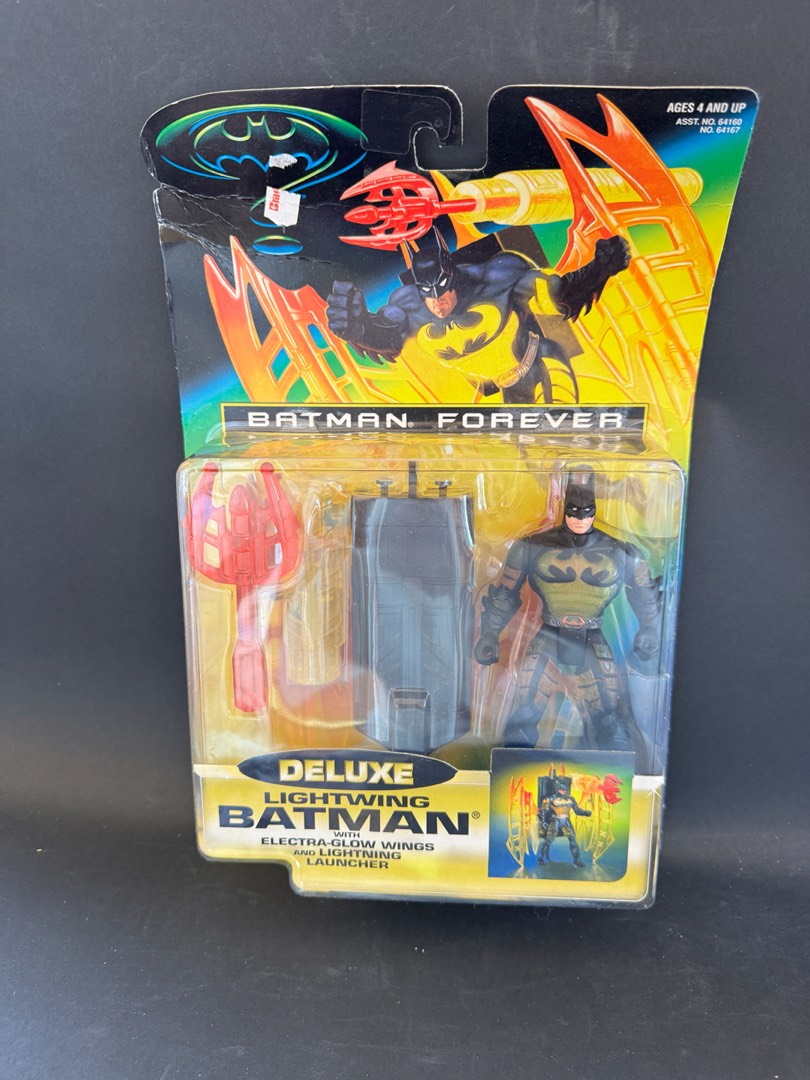 AGES 4 AND UP
ASST. NO. 64160
NO. 64167
BATMAN® FOREVER
DELUXE
LIGHTWING
BATMAN®
WITH
ELECTRA-GLOW WINGS
AND LIGHTNING
LAUNCHER